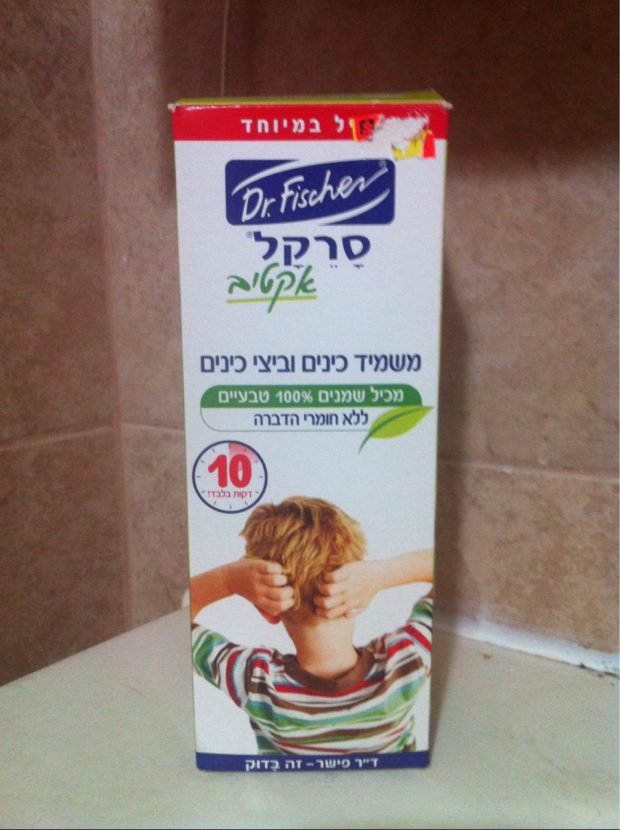 במיוחד
Dr. Fischer®
סָרֵקָל®
אקטיב
משמיד כינים וביצי כינים
מכיל שמנים 100% טבעיים
ללא חומרי הדברה
10
דקות בלבד!
ד"ר פישר - זה בָּדוּק